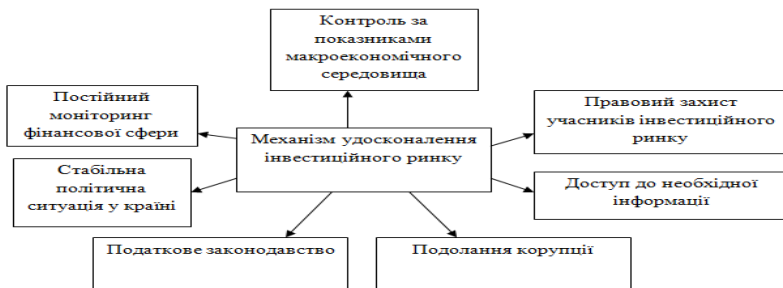 Контроль за
показниками
макроекономічного
середовища
Постійний
моніторинг
фінансової сфери
Правовий захист
учасників інвестиційного
ринку
Механізм удосконалення
інвестиційного ринку
Стабільна
політична
ситуація у країні
Доступ до необхідної
інформації
Податкове законодавство
Подолання корупції